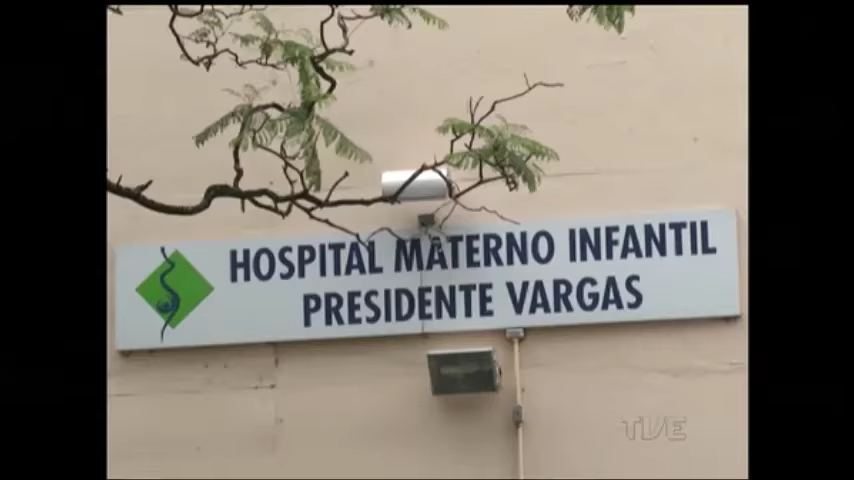 HOSPITAL MATERNO INFANTIL
PRESIDENTE VARGAS
TVE